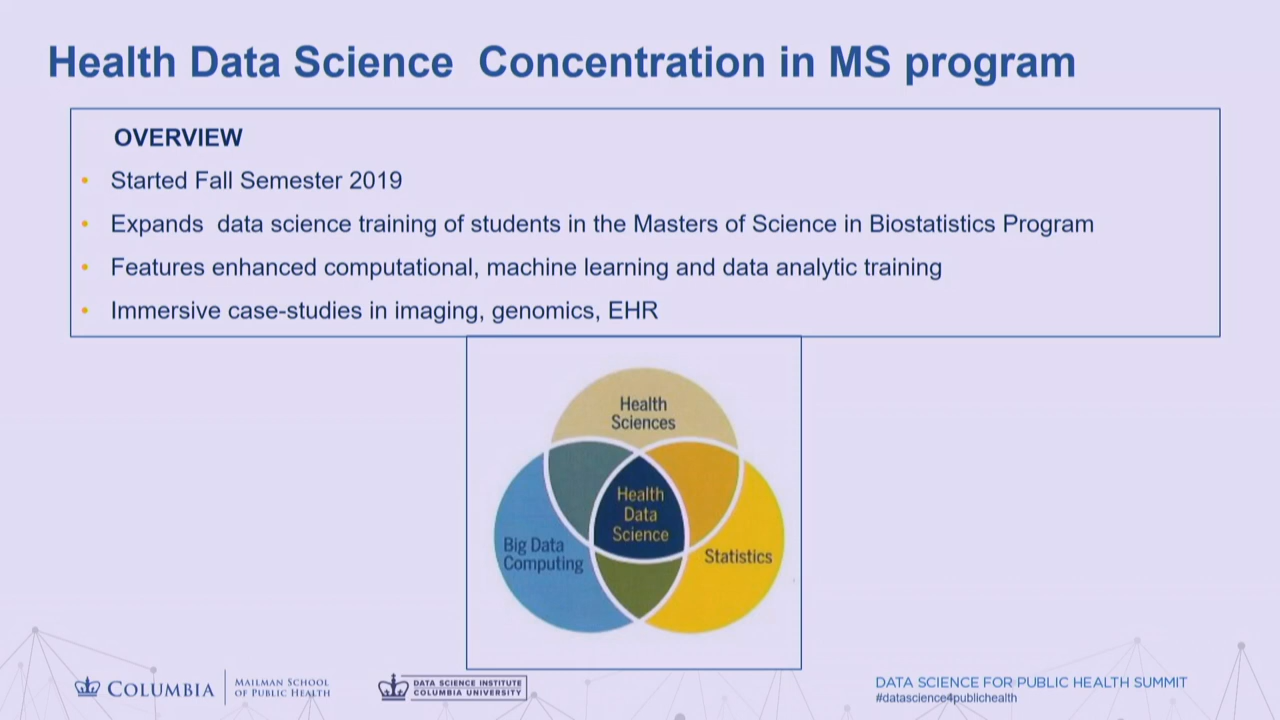 Health Data Science  Concentration in MS program
OVERVIEW
• Started Fall Semester 2019
• Expands  data science training of students in the Masters of Science in Biostatistics Program
• Features enhanced computational, machine learning and data analytic training
• Immersive case-studies in imaging, genomics, EHR
Health
Sciences
Health
Data
Science
Big Data
Computing
Statistics
COLUMBIA
MAILMAN SCHOOL
OF PUBLIC HEALTH
DATA SCIENCE INSTITUTE
COLUMBIA UNIVERSITY
DATA SCIENCE FOR PUBLIC HEALTH SUMMIT
#datascience4publichealth